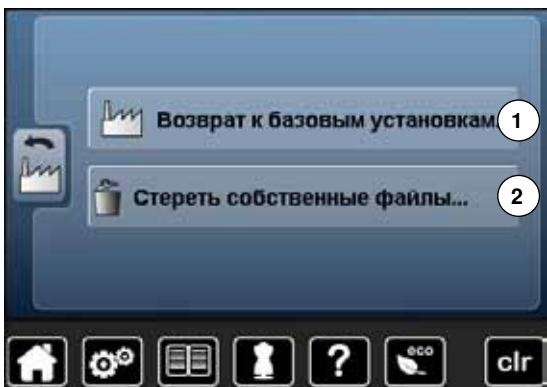 Возврат к базовым установкам.
1
Стереть собственные файлы...
2
?
eco
clr